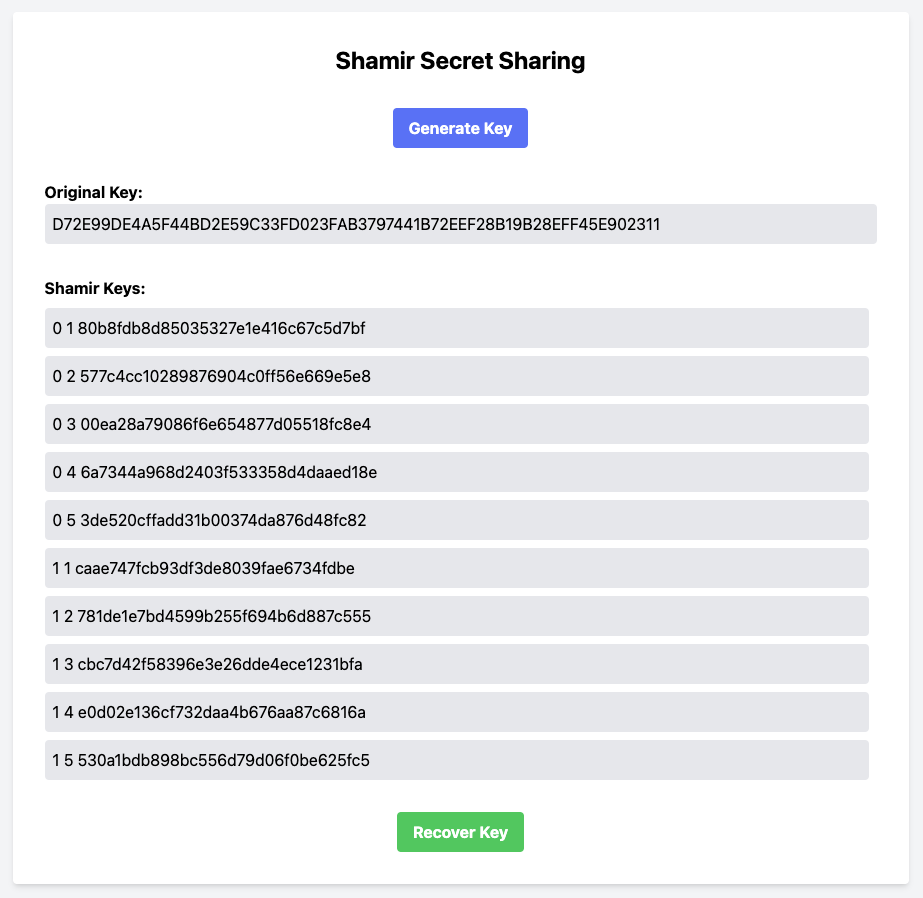 Shamir Secret Sharing
Generate Key
Original Key:
D72E99DE4A5F44BD2E59C33FD023FAB3797441B72EEF28B19B28EFF45E902311
Shamir Keys:
0 1 80b8fdb8d85035327e1e416c67c5d7bf
0 2 577c4cc10289876904c0ff56e669e5e8
0 3 00ea28a79086f6e654877d05518fc8e4
0 4 6a7344a968d2403f533358d4daaed18e
0 5 3de520cffadd31b00374da876d48fc82
1 1 caae747fcb93df3de8039fae6734fdbe
1 2 781de1e7bd4599b255f694b6d887c555
1 3 cbc7d42f58396e3e26dde4ece1231bfa
1 4 e0d02e136cf732daa4b676aa87c6816a
1 5 530a1bdb898bc556d79d06f0be625fc5
Recover Key